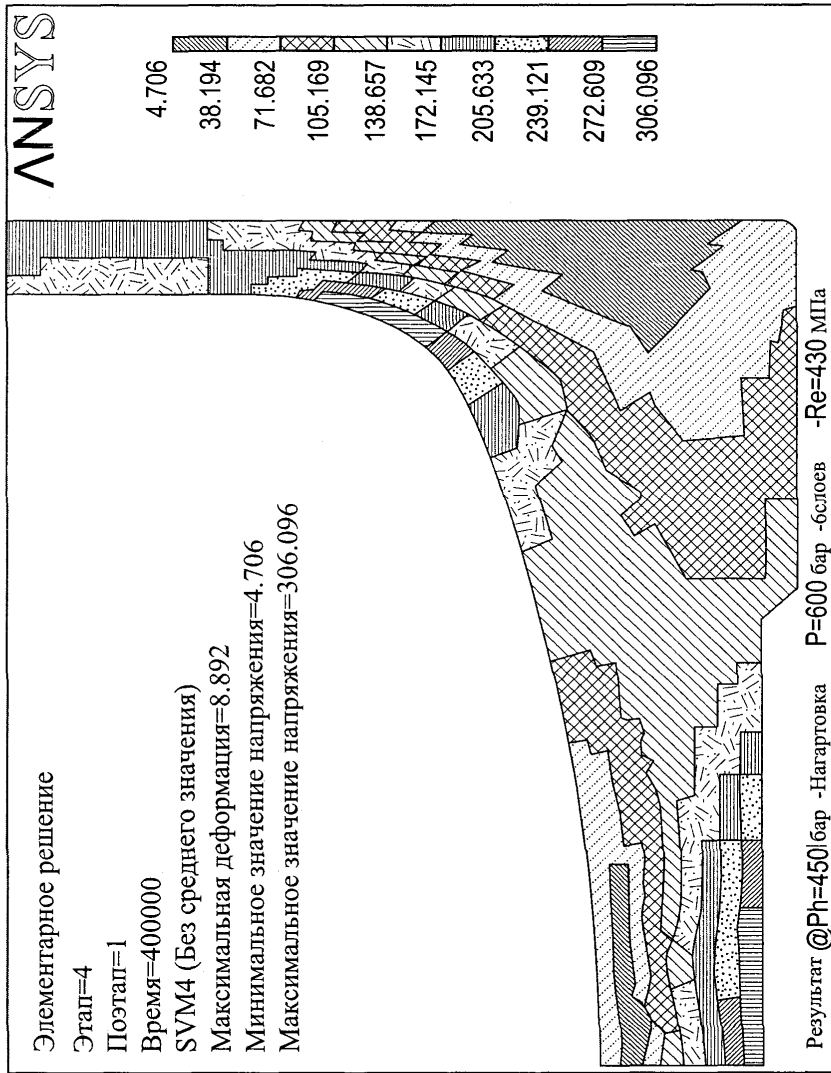 ANSYS
Элементарное решение
Этап=4
Поэтап=1
Время=400000
SVM4 (Без среднего значения)
Максимальная деформация=8.892
Минимальное значение напряжения=4.706
Максимальное значение напряжения=306.096
4.706
38.194
71.682
105.169
138.657
172.145
205.633
239.121
272.609
306.096
Результат @Ph=450 бар -Нагартовка P=600 бар -6слоев -Re=430 МПа